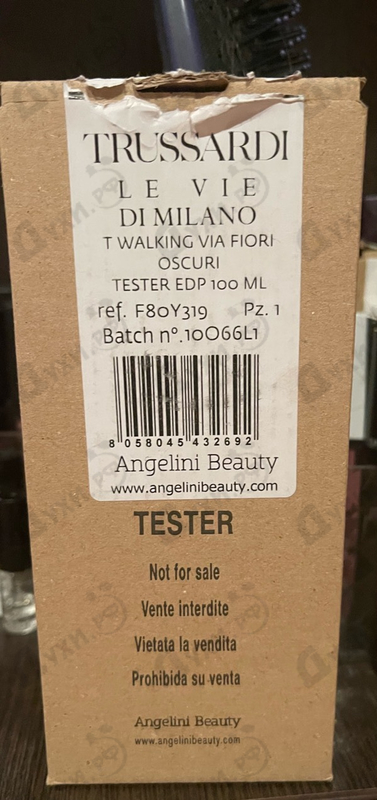 TRUSSARDI
LE VIE
DI MILANO
T WALKING VIA FIORI
OSCURI
TESTER EDP 100 ML
ref. F80Y319 Pz. 1
Batch n°.10O66L1
8 058045 432692
Angelini Beauty
www.angelinibeauty.com
TESTER
Not for sale
Vente interdite
Vietata la vendita
Prohibida su venta
Angelini Beauty
www.angelinibeauty.com